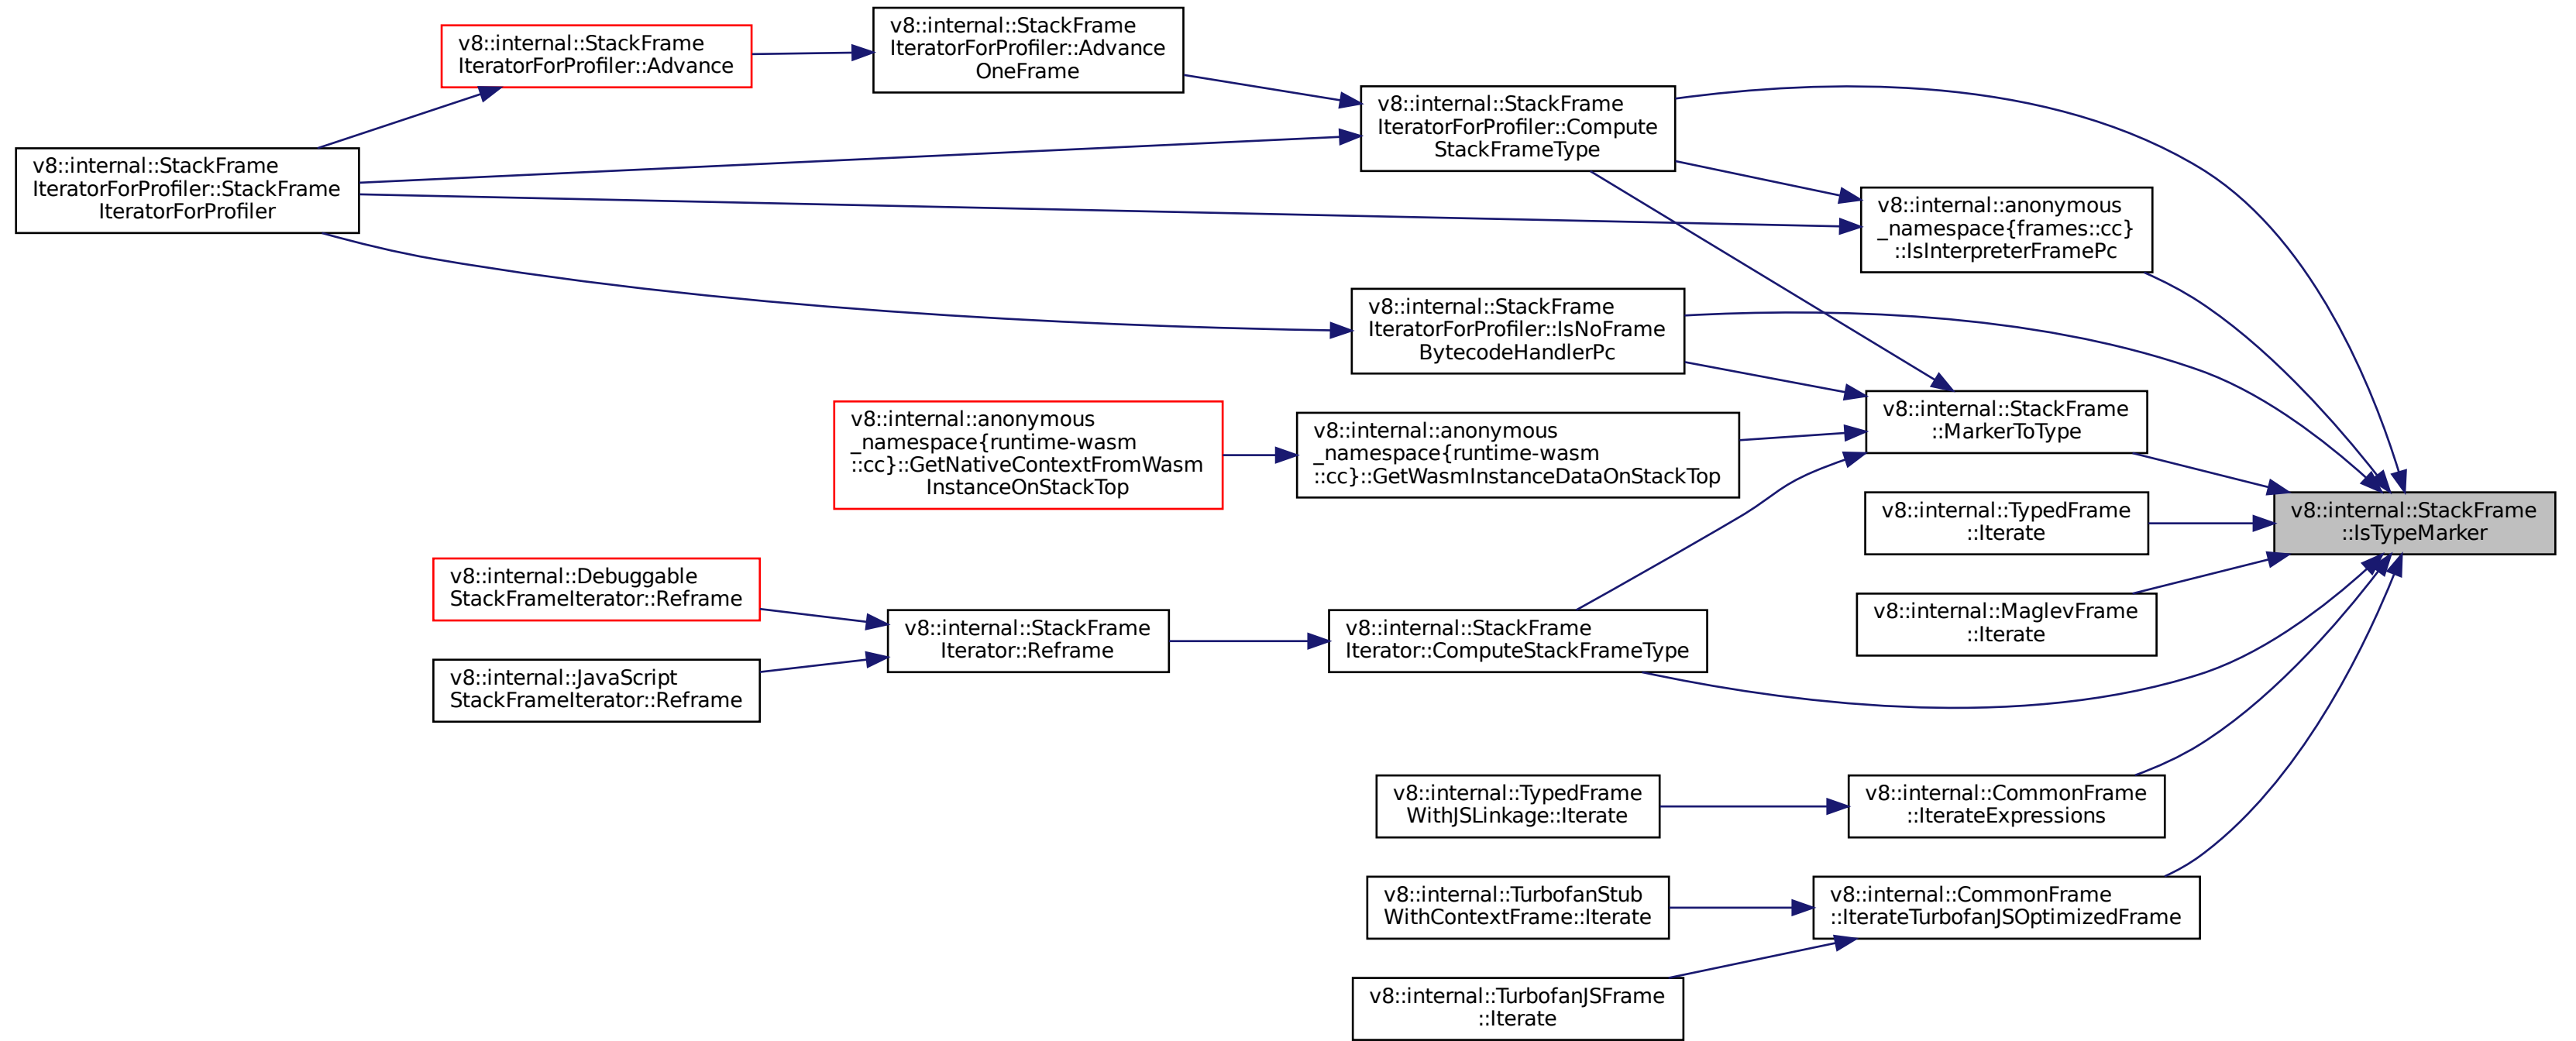 v8::internal::StackFrame
IteratorForProfiler::Advance
OneFrame
v8::internal::StackFrame
IteratorForProfiler::Advance
v8::internal::StackFrame
IteratorForProfiler::Compute
StackFrameType
v8::internal::StackFrame
IteratorForProfiler::StackFrame
IteratorForProfiler
v8::internal::anonymous
_namespace{frames::cc}
::IsInterpreterFramePc
v8::internal::StackFrame
IteratorForProfiler::IsNoFrame
BytecodeHandlerPc
v8::internal::StackFrame
::MarkerToType
v8::internal::anonymous
_namespace{runtime-wasm
::cc}::GetNativeContextFromWasm
InstanceOnStackTop
v8::internal::anonymous
_namespace{runtime-wasm
::cc}::GetWasmInstanceDataOnStackTop
v8::internal::TypedFrame
::Iterate
v8::internal::StackFrame
::IsTypeMarker
v8::internal::Debuggable
StackFrameIterator::Reframe
v8::internal::MaglevFrame
::Iterate
v8::internal::StackFrame
Iterator::Reframe
v8::internal::StackFrame
Iterator::ComputeStackFrameType
v8::internal::JavaScript
StackFrameIterator::Reframe
v8::internal::TypedFrame
WithJSLinkage::Iterate
v8::internal::CommonFrame
::IterateExpressions
v8::internal::TurbofanStub
WithContextFrame::Iterate
v8::internal::CommonFrame
::IterateTurbofanJSOptimizedFrame
v8::internal::TurbofanJSFrame
::Iterate